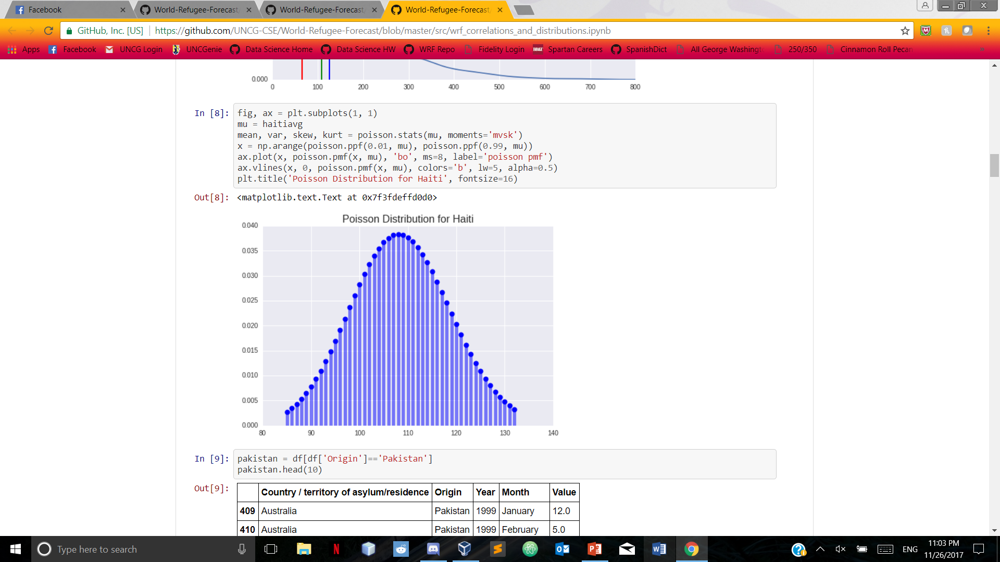 Facebook
World-Refugee-Forecast
World-Refugee-Forecast
World-Refugee-Forecast
GitHub, Inc. [US] https://github.com/UNCG-CSE/World-Refugee-Forecast/blob/master/src/wrf_correlations_and_distributions.ipynb
Apps Facebook UNCG Login UNCGenie Data Science Home Data Science HW WRF Repo Fidelity Login Spartan Careers SpanishDict All George Washingt 250/350 Cinnamon Roll Pecan
0.000
0 100 200 300 400 500 600 700 800
In [8]: fig, ax = plt.subplots(1, 1)
mu = haitiavg
mean, var, skew, kurt = poisson.stats(mu, moments='mvsk')
x = np.arange(poisson.ppf(0.01, mu), poisson.ppf(0.99, mu))
ax.plot(x, poisson.pmf(x, mu), 'bo', ms=8, label='poisson pmf')
ax.vlines(x, 0, poisson.pmf(x, mu), colors='b', lw=5, alpha=0.5)
plt.title('Poisson Distribution for Haiti', fontsize=16)
Out[8]: <matplotlib.text.Text at 0x7f3fdeffd0d0>
Poisson Distribution for Haiti
0.040
0.035
0.030
0.025
0.020
0.015
0.010
0.005
0.000
80 90 100 110 120 130 140
In [9]: pakistan = df[df['Origin']=='Pakistan']
pakistan.head(10)
Out[9]:
Country / territory of asylum/residence Origin Year Month Value
409 Australia Pakistan 1999 January 12.0
410 Australia Pakistan 1999 February 5.0
Type here to search
ENG
11:03 PM
11/26/2017